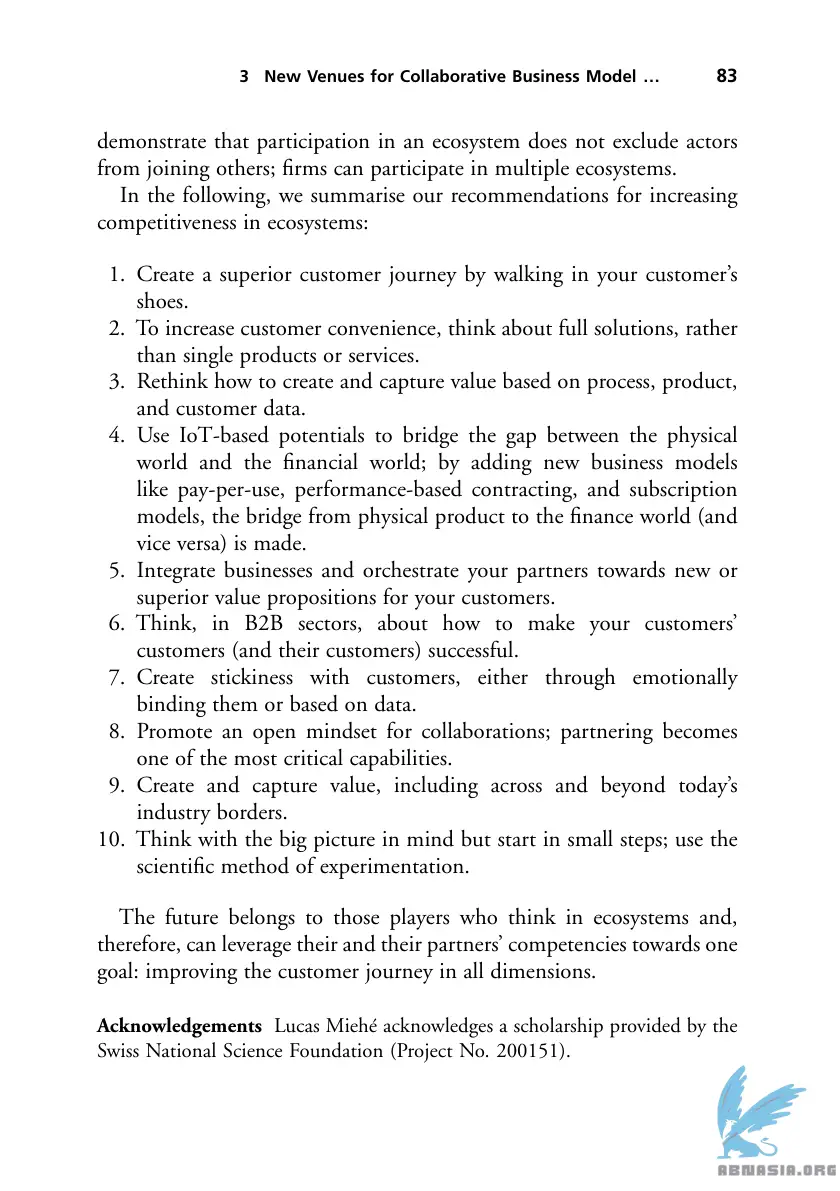 3 New Venues for Collaborative Business Model … 83
demonstrate that participation in an ecosystem does not exclude actors
from joining others; firms can participate in multiple ecosystems.
In the following, we summarise our recommendations for increasing
competitiveness in ecosystems:
1. Create a superior customer journey by walking in your customer’s
shoes.
2. To increase customer convenience, think about full solutions, rather
than single products or services.
3. Rethink how to create and capture value based on process, product,
and customer data.
4. Use IoT-based potentials to bridge the gap between the physical
world and the financial world; by adding new business models
like pay-per-use, performance-based contracting, and subscription
models, the bridge from physical product to the finance world (and
vice versa) is made.
5. Integrate businesses and orchestrate your partners towards new or
superior value propositions for your customers.
6. Think, in B2B sectors, about how to make your customers’
customers (and their customers) successful.
7. Create stickiness with customers, either through emotionally
binding them or based on data.
8. Promote an open mindset for collaborations; partnering becomes
one of the most critical capabilities.
9. Create and capture value, including across and beyond today’s
industry borders.
10. Think with the big picture in mind but start in small steps; use the
scientific method of experimentation.
The future belongs to those players who think in ecosystems and,
therefore, can leverage their and their partners’ competencies towards one
goal: improving the customer journey in all dimensions.
Acknowledgements Lucas Miehé acknowledges a scholarship provided by the
Swiss National Science Foundation (Project No. 200151).
ABNASIA.ORG